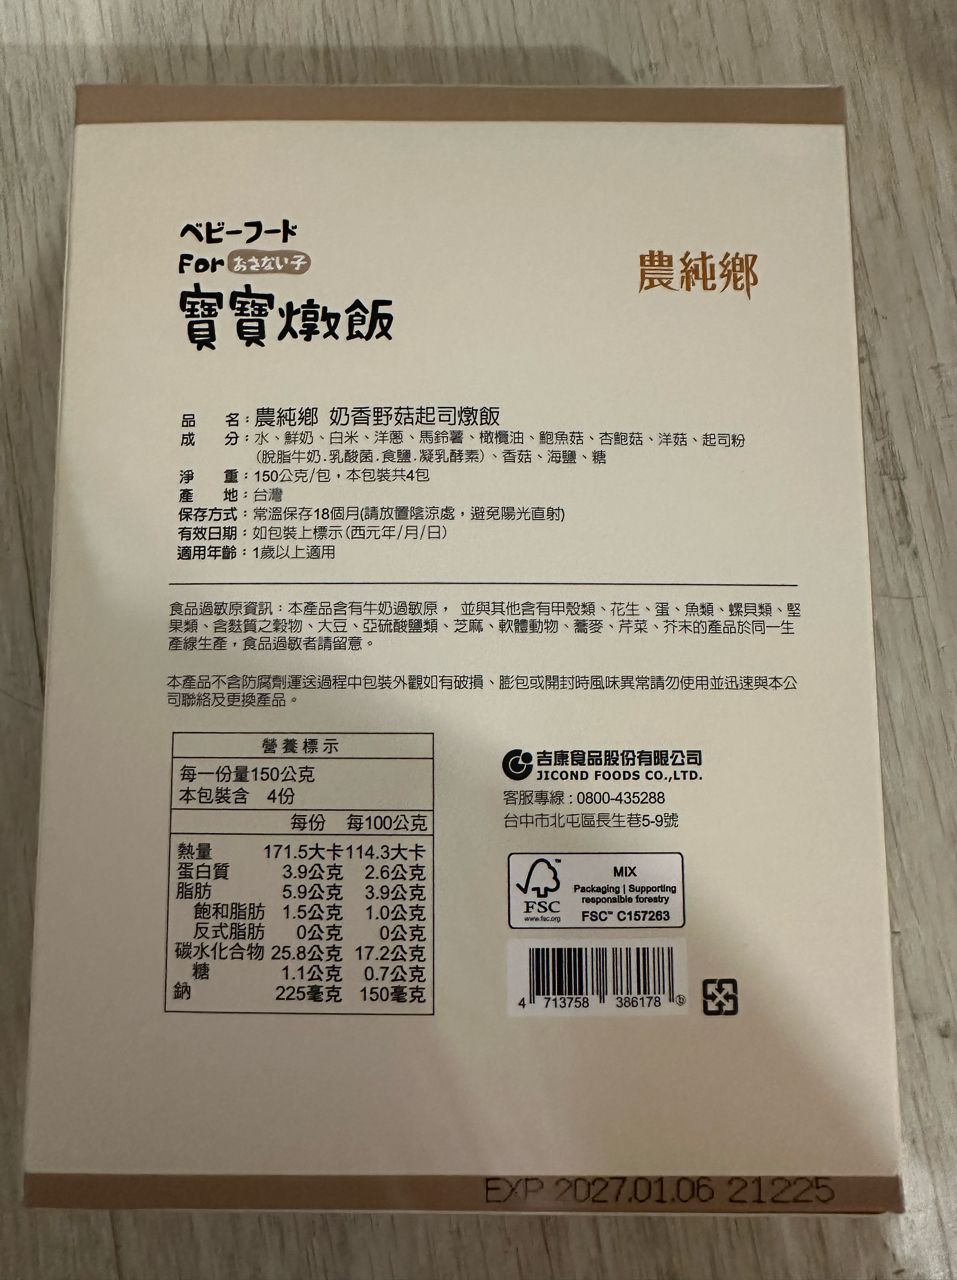 ベビーフード
For おさない子
寶寶燉飯
農純鄉
品　名：農純鄉 奶香野菇起司燉飯
成　分：水、鮮奶、白米、洋蔥、馬鈴薯、橄欖油、鮑魚菇、杏鮑菇、洋菇、起司粉
(脫脂牛奶.乳酸菌.食鹽.凝乳酵素)、香菇、海鹽、糖
淨　重：150公克/包，本包裝共4包
產　地：台灣
保存方式：常溫保存18個月(請放置陰涼處，避免陽光直射)
有效日期：如包裝上標示(西元年/月/日)
適用年齡：1歲以上適用
食品過敏原資訊：本產品含有牛奶過敏原， 並與其他含有甲殼類、花生、蛋、魚類、螺貝類、堅
果類、含麩質之穀物、大豆、亞硫酸鹽類、芝麻、軟體動物、蕎麥、芹菜、芥末的產品於同一生
產線生產，食品過敏者請留意。
本產品不含防腐劑運送過程中包裝外觀如有破損、膨包或開封時風味異常請勿使用並迅速與本公
司聯絡及更換產品。
營養標示
每一份量150公克
本包裝含 4份
每份 每100公克
熱量 171.5大卡 114.3大卡
蛋白質 3.9公克 2.6公克
脂肪 5.9公克 3.9公克
飽和脂肪 1.5公克 1.0公克
反式脂肪 0公克 0公克
碳水化合物 25.8公克 17.2公克
糖 1.1公克 0.7公克
鈉 225毫克 150毫克
吉康食品股份有限公司
JICOND FOODS CO.,LTD.
客服專線：0800-435288
台中市北屯區長生巷5-9號
FSC
www.fsc.org
MIX
Packaging | Supporting
responsible forestry
FSC™ C157263
4 713758 386178
EXP 2027.01.06 21225